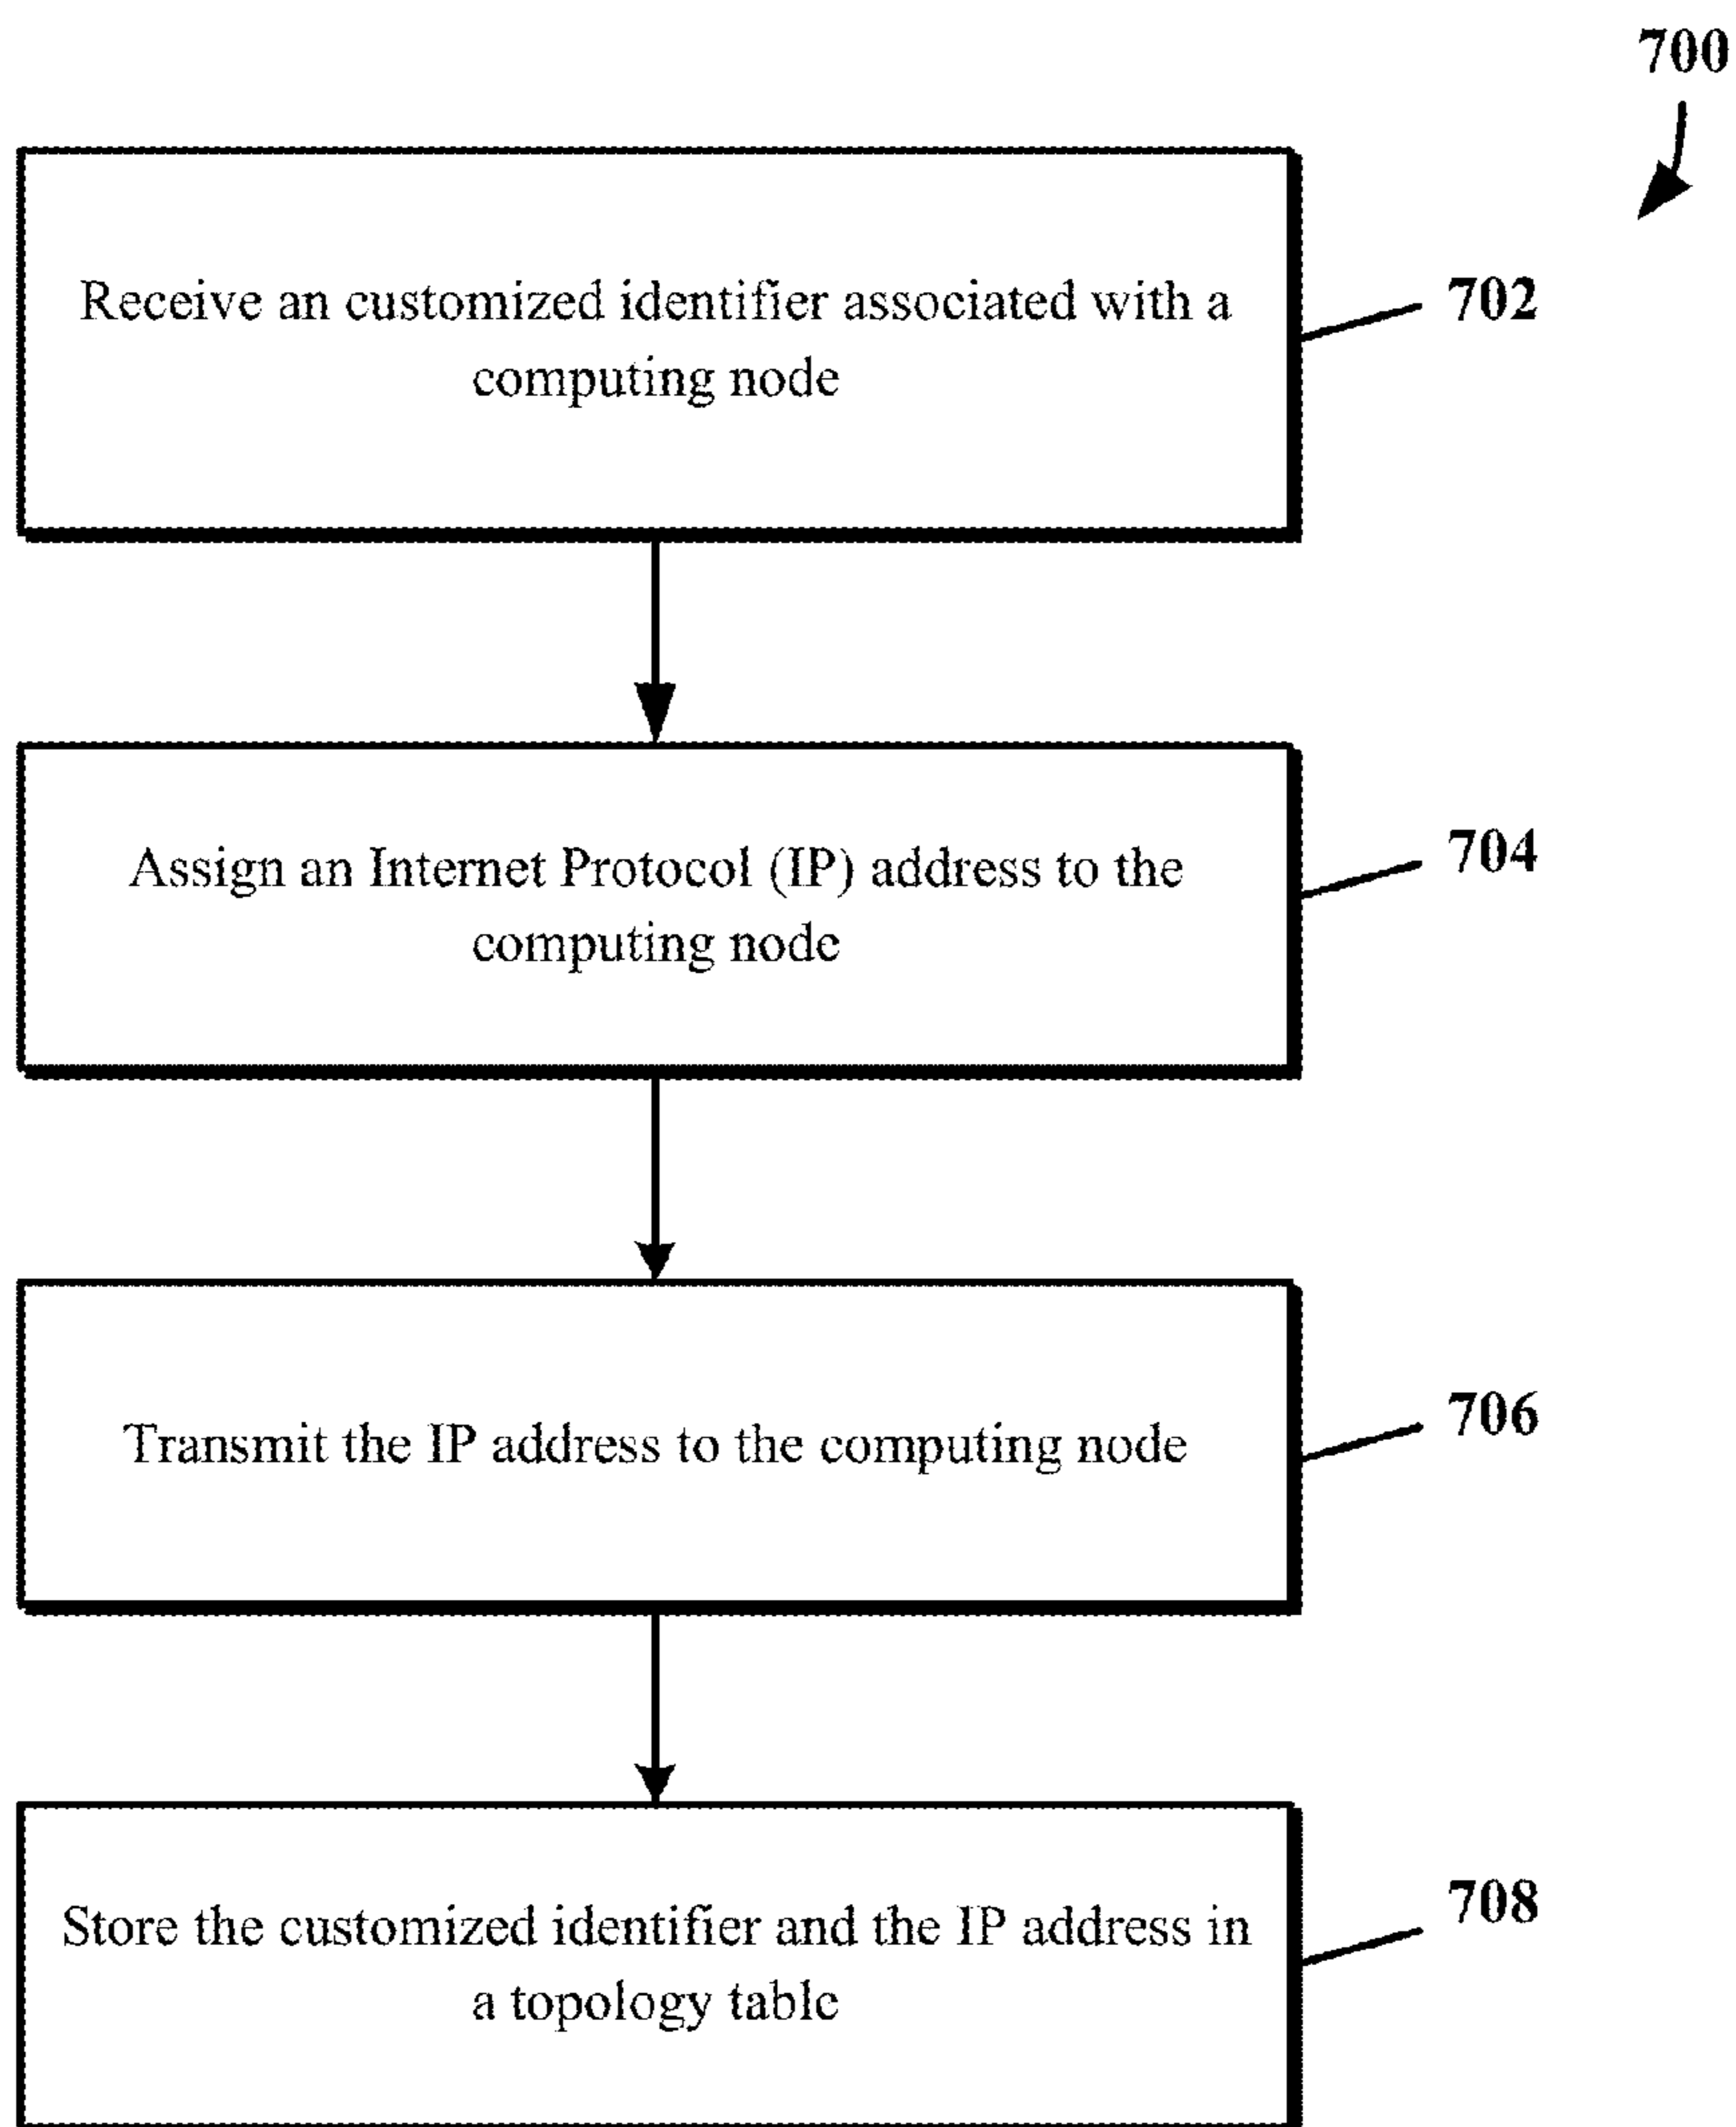 700
Receive an customized identifier associated with a
computing node
702
Assign an Internet Protocol (IP) address to the
computing node
704
Transmit the IP address to the computing node
706
Store the customized identifier and the IP address in
a topology table
708